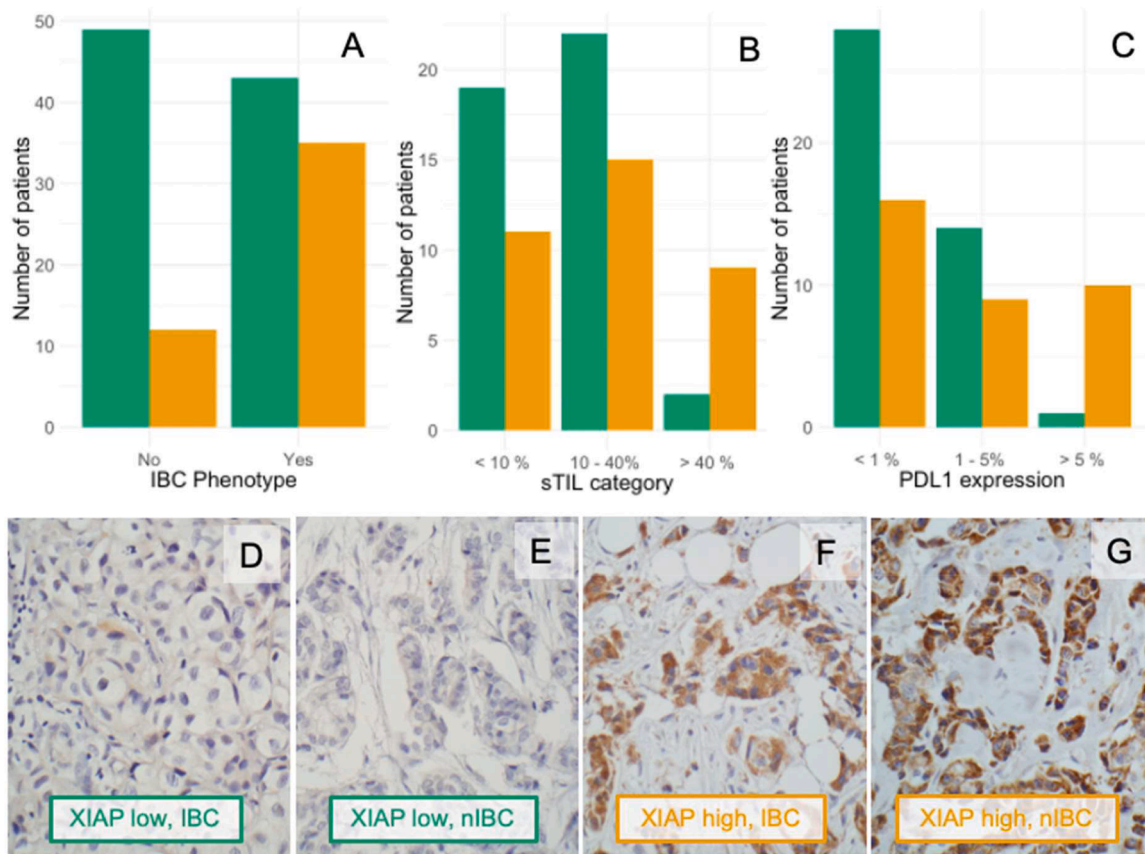 A
Number of patients
50
40
30
20
10
0
No Yes
IBC Phenotype
B
Number of patients
20
15
10
5
0
< 10 % 10 - 40% > 40 %
sTIL category
C
Number of patients
20
10
0
< 1 % 1 - 5% > 5 %
PDL1 expression
D
XIAP low, IBC
E
XIAP low, nIBC
F
XIAP high, IBC
G
XIAP high, nIBC